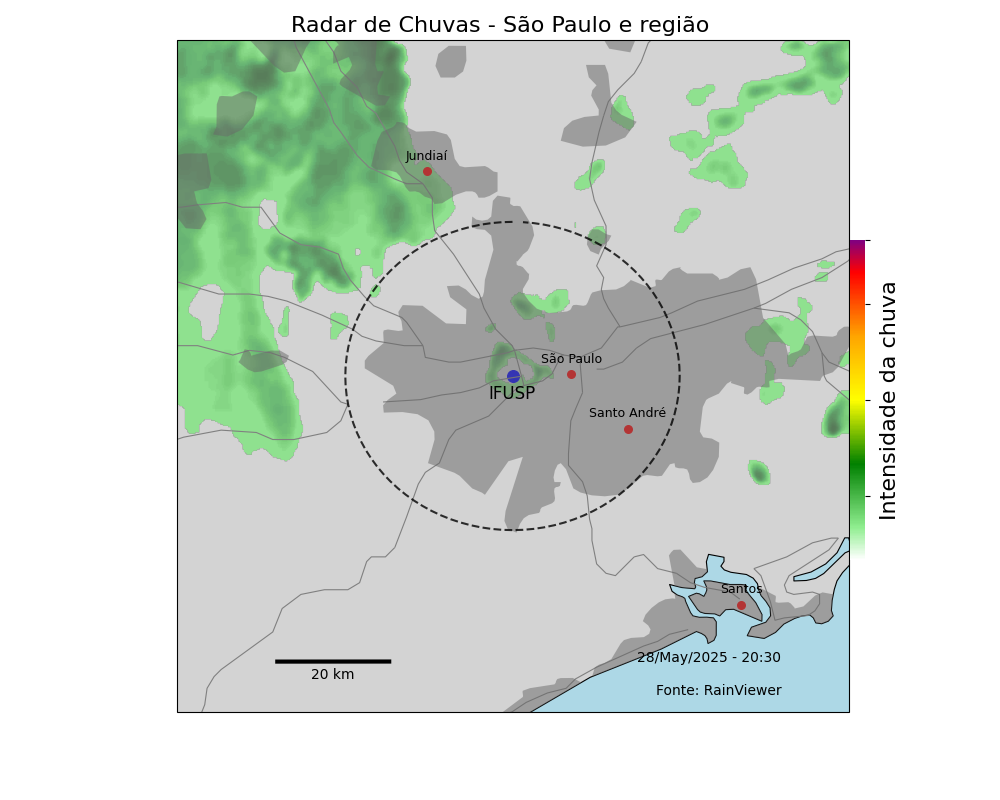 Radar de Chuvas - São Paulo e região
Jundiaí
São Paulo
IFUSP
Santo André
Intensidade da chuva
Santos
28/May/2025 - 20:30
20 km
Fonte: RainViewer